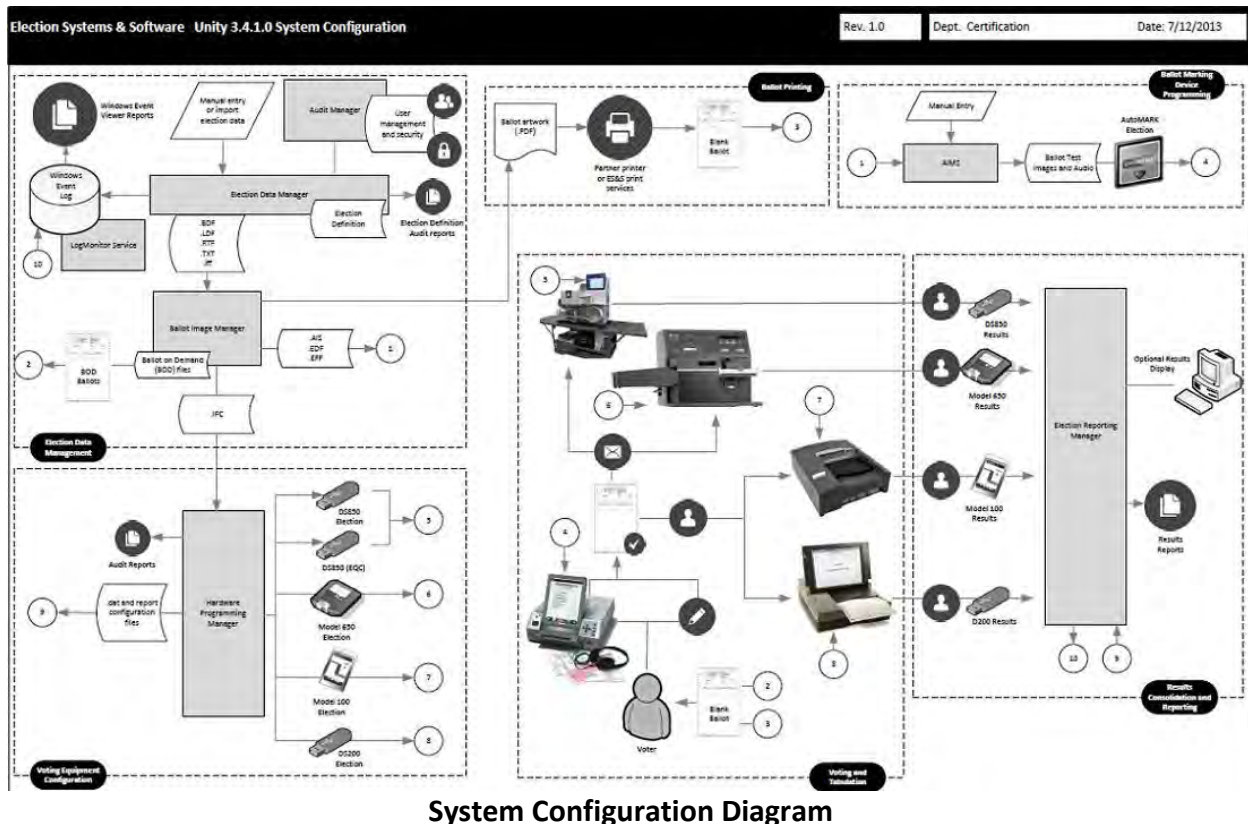 Election Systems & Software Unity 3.4.1.0 System Configuration
Rev. 1.0
Dept. Certification
Date: 7/12/2013
Windows Event
Viewer Reports
Manual entry
or import
election data
Audit Manager
User
management
and security
Windows
Event
Log
Election Data Manager
Election
Definition
Election Definition
Audit reports
LogMonitor Service
.BDF
.LDF
.RTF
.TXT
.iff
10
Ballot Image Manager
2
BOD
Ballots
Ballot on Demand
(BOD) files
.AIS
.EDF
.EFF
1
.IFC
Election Data
Management
Ballot Printing
Ballot artwork
(.PDF)
Partner printer
or ES&S print
services
Blank
Ballot
3
Ballot Marking
Device
Programming
Manual Entry
1
AIMS
Ballot Test
Images and Audio
AutoMARK
Election
4
Audit Reports
9
.dat and report
configuration
files
Hardware
Programming
Manager
DS850
Election
DS850 (EQC)
5
Model 650
Election
6
Model 100
Election
7
DS200
Election
8
Voting Equipment
Configuration
5
6
7
4
8
Voter
Blank
Ballot
2
3
Voting and
Tabulation
DS850
Results
Model 650
Results
Model 100
Results
D200 Results
Election Reporting
Manager
Optional Results
Display
Results
Reports
10
9
Results
Consolidation and
Reporting
System Configuration Diagram